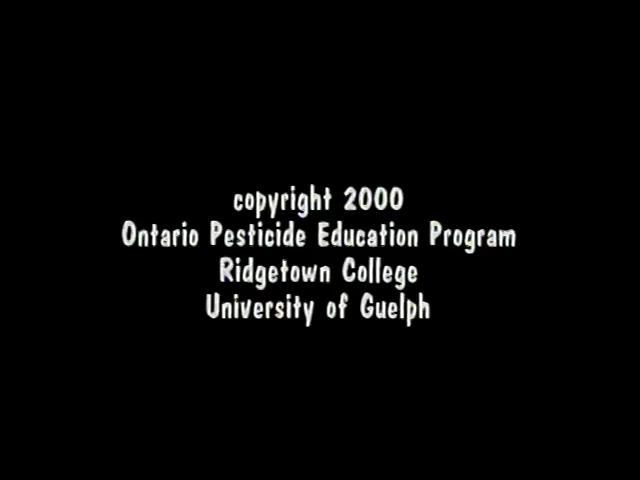 copyright 2000
Ontario Pesticide Education Program
Ridgetown College
University of Guelph